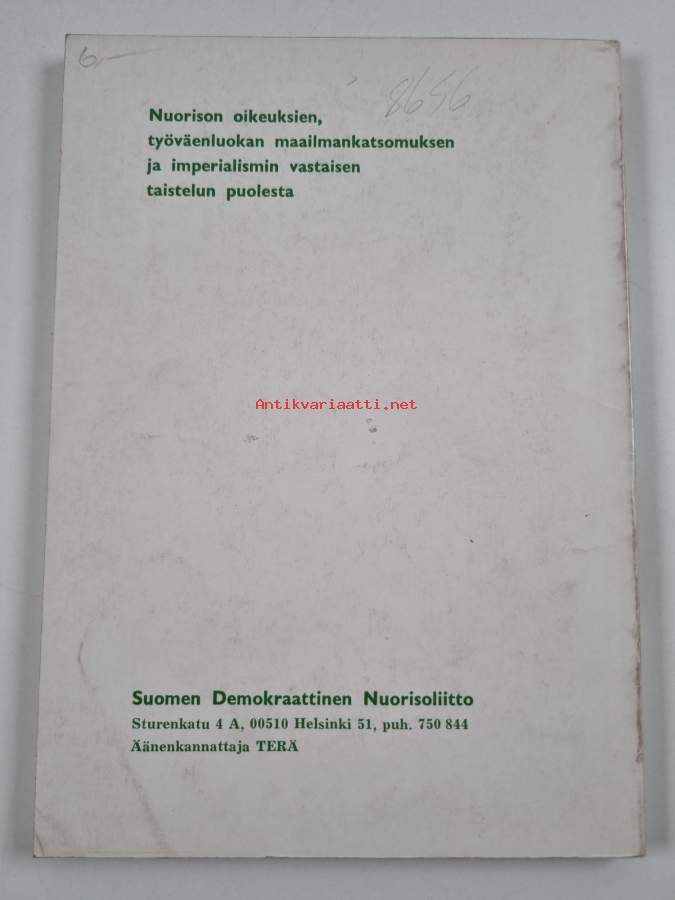 6,—
8656
Nuorison oikeuksien,
työväenluokan maailmankatsomuksen
ja imperialismin vastaisen
taistelun puolesta
Antikvariaatti.net
Suomen Demokraattinen Nuorisoliitto
Sturenkatu 4 A, 00510 Helsinki 51, puh. 750 844
Äänenkannattaja TERÄ